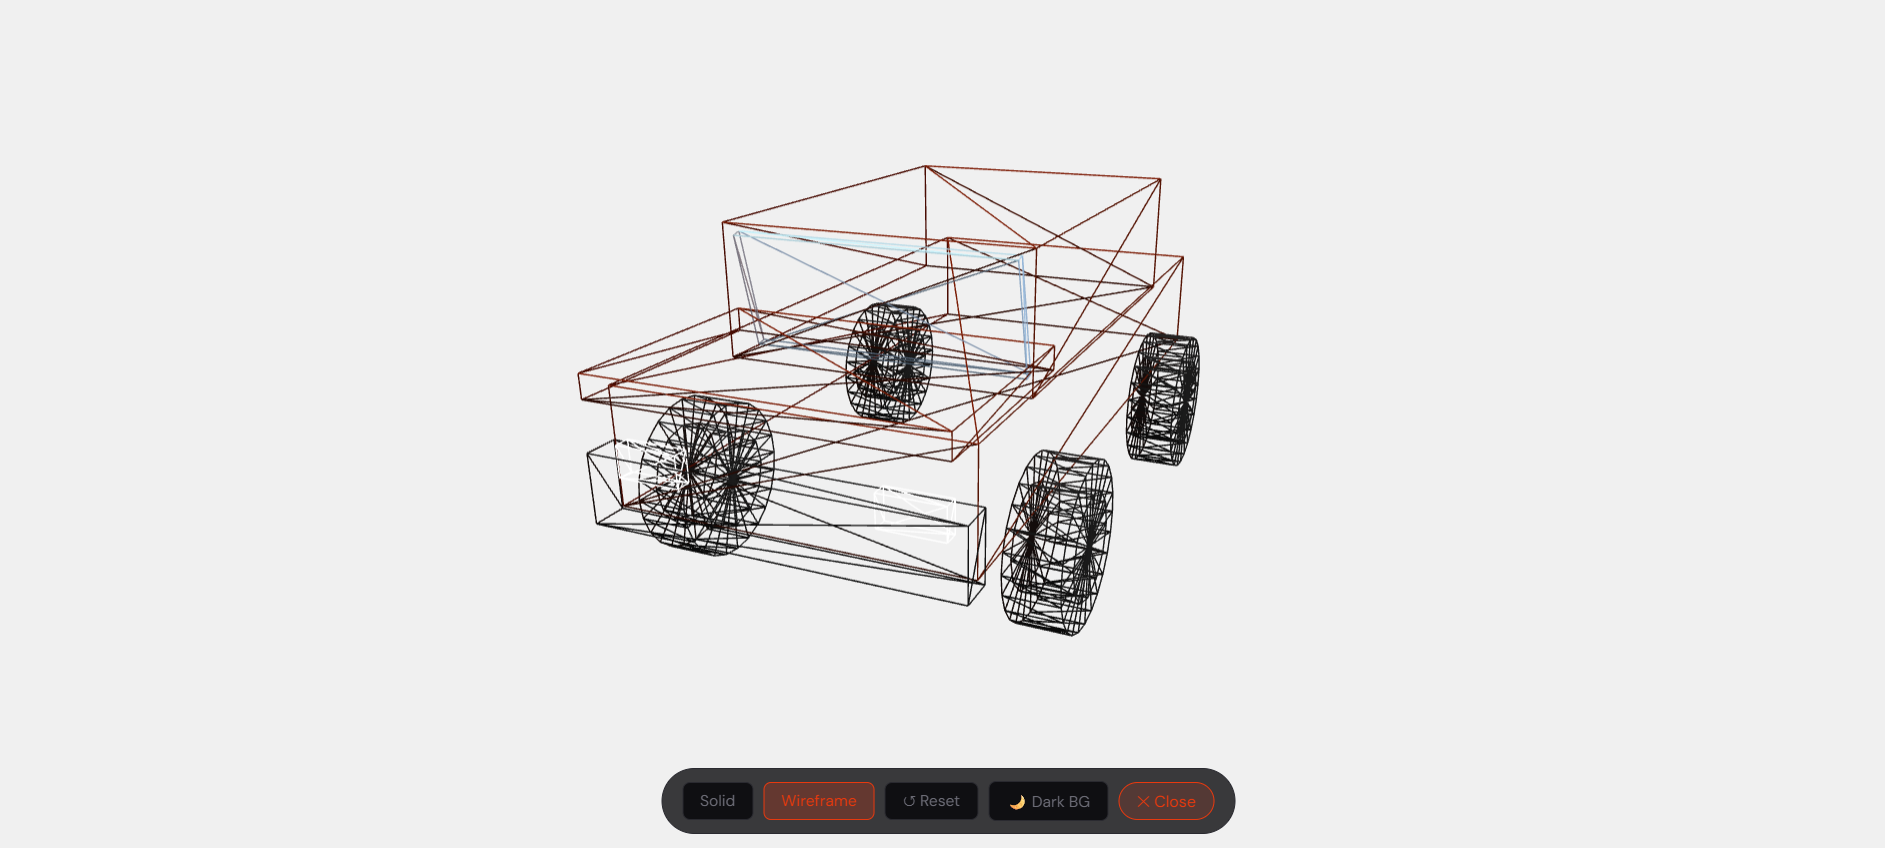 Solid
Wireframe
↺ Reset
🌙 Dark BG
✕ Close